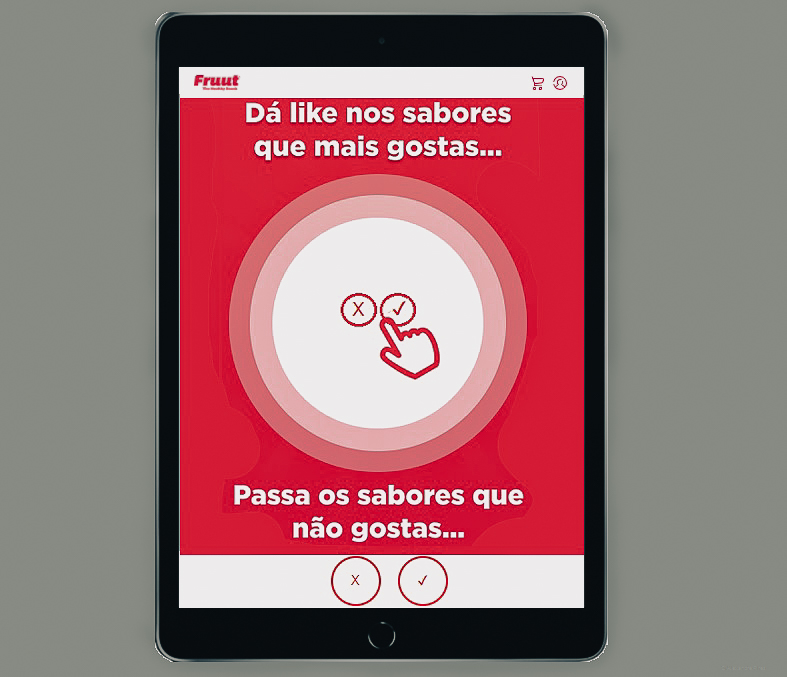 Fruut
The Healthy Snack
Dá like nos sabores
que mais gostas...
X ✓
Passa os sabores que
não gostas...
X ✓